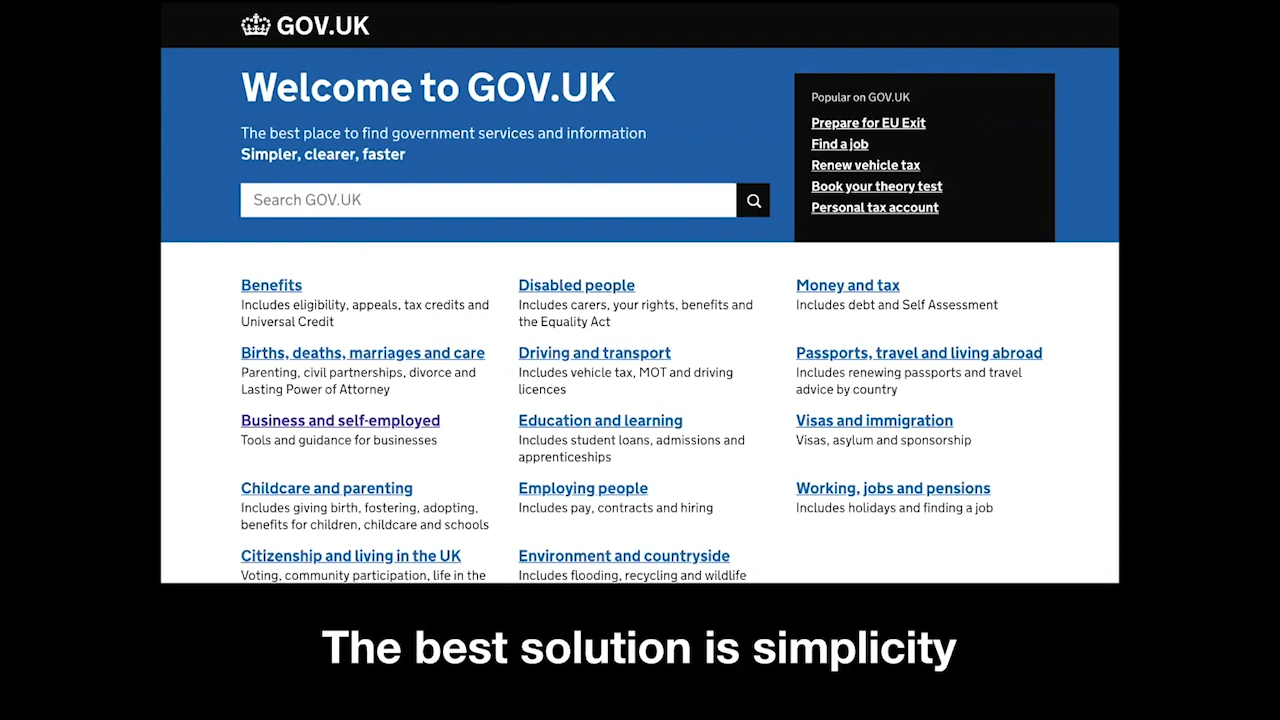 GOV.UK
Welcome to GOV.UK
The best place to find government services and information
Simpler, clearer, faster
Search GOV.UK
Popular on GOV.UK
Prepare for EU Exit
Find a job
Renew vehicle tax
Book your theory test
Personal tax account
Benefits
Includes eligibility, appeals, tax credits and
Universal Credit
Births, deaths, marriages and care
Parenting, civil partnerships, divorce and
Lasting Power of Attorney
Business and self-employed
Tools and guidance for businesses
Childcare and parenting
Includes giving birth, fostering, adopting,
benefits for children, childcare and schools
Citizenship and living in the UK
Voting, community participation, life in the
Disabled people
Includes carers, your rights, benefits and
the Equality Act
Driving and transport
Includes vehicle tax, MOT and driving
licences
Education and learning
Includes student loans, admissions and
apprenticeships
Employing people
Includes pay, contracts and hiring
Environment and countryside
Includes flooding, recycling and wildlife
Money and tax
Includes debt and Self Assessment
Passports, travel and living abroad
Includes renewing passports and travel
advice by country
Visas and immigration
Visas, asylum and sponsorship
Working, jobs and pensions
Includes holidays and finding a job
The best solution is simplicity